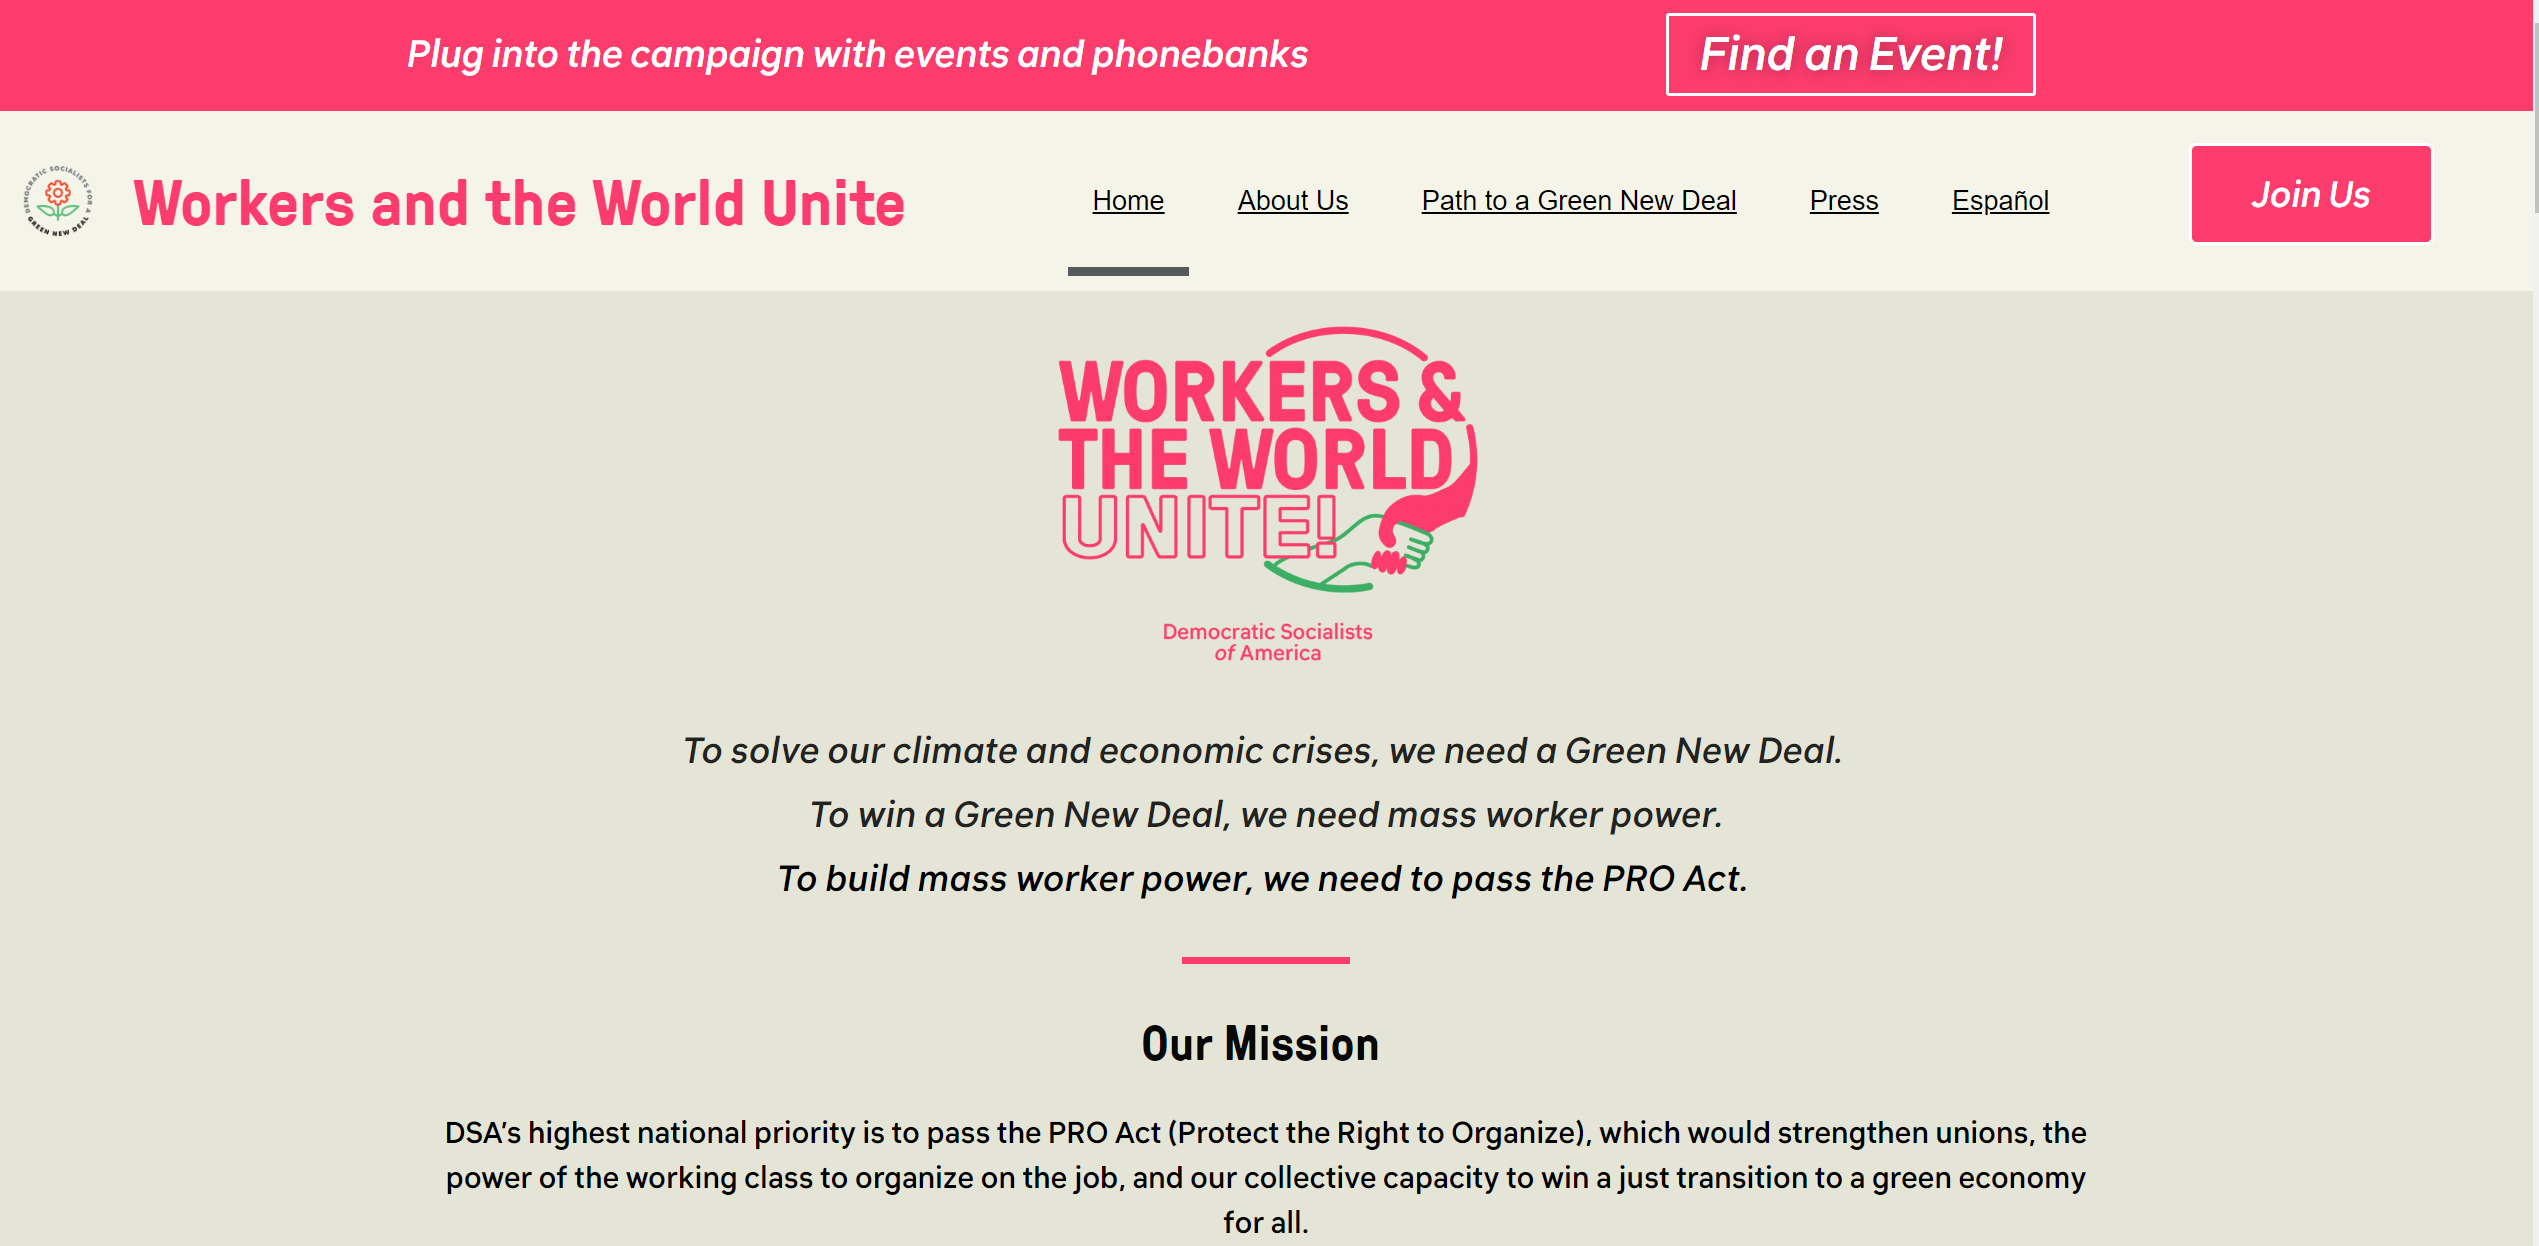 Plug into the campaign with events and phonebanks
Find an Event!
DEMOCRATIC SOCIALISTS FOR A
GREEN NEW DEAL
Workers and the World Unite
Home
About Us
Path to a Green New Deal
Press
Español
Join Us
WORKERS &
THE WORLD
UNITE!
Democratic Socialists
of America
To solve our climate and economic crises, we need a Green New Deal.
To win a Green New Deal, we need mass worker power.
To build mass worker power, we need to pass the PRO Act.
Our Mission
DSA’s highest national priority is to pass the PRO Act (Protect the Right to Organize), which would strengthen unions, the
power of the working class to organize on the job, and our collective capacity to win a just transition to a green economy
for all.